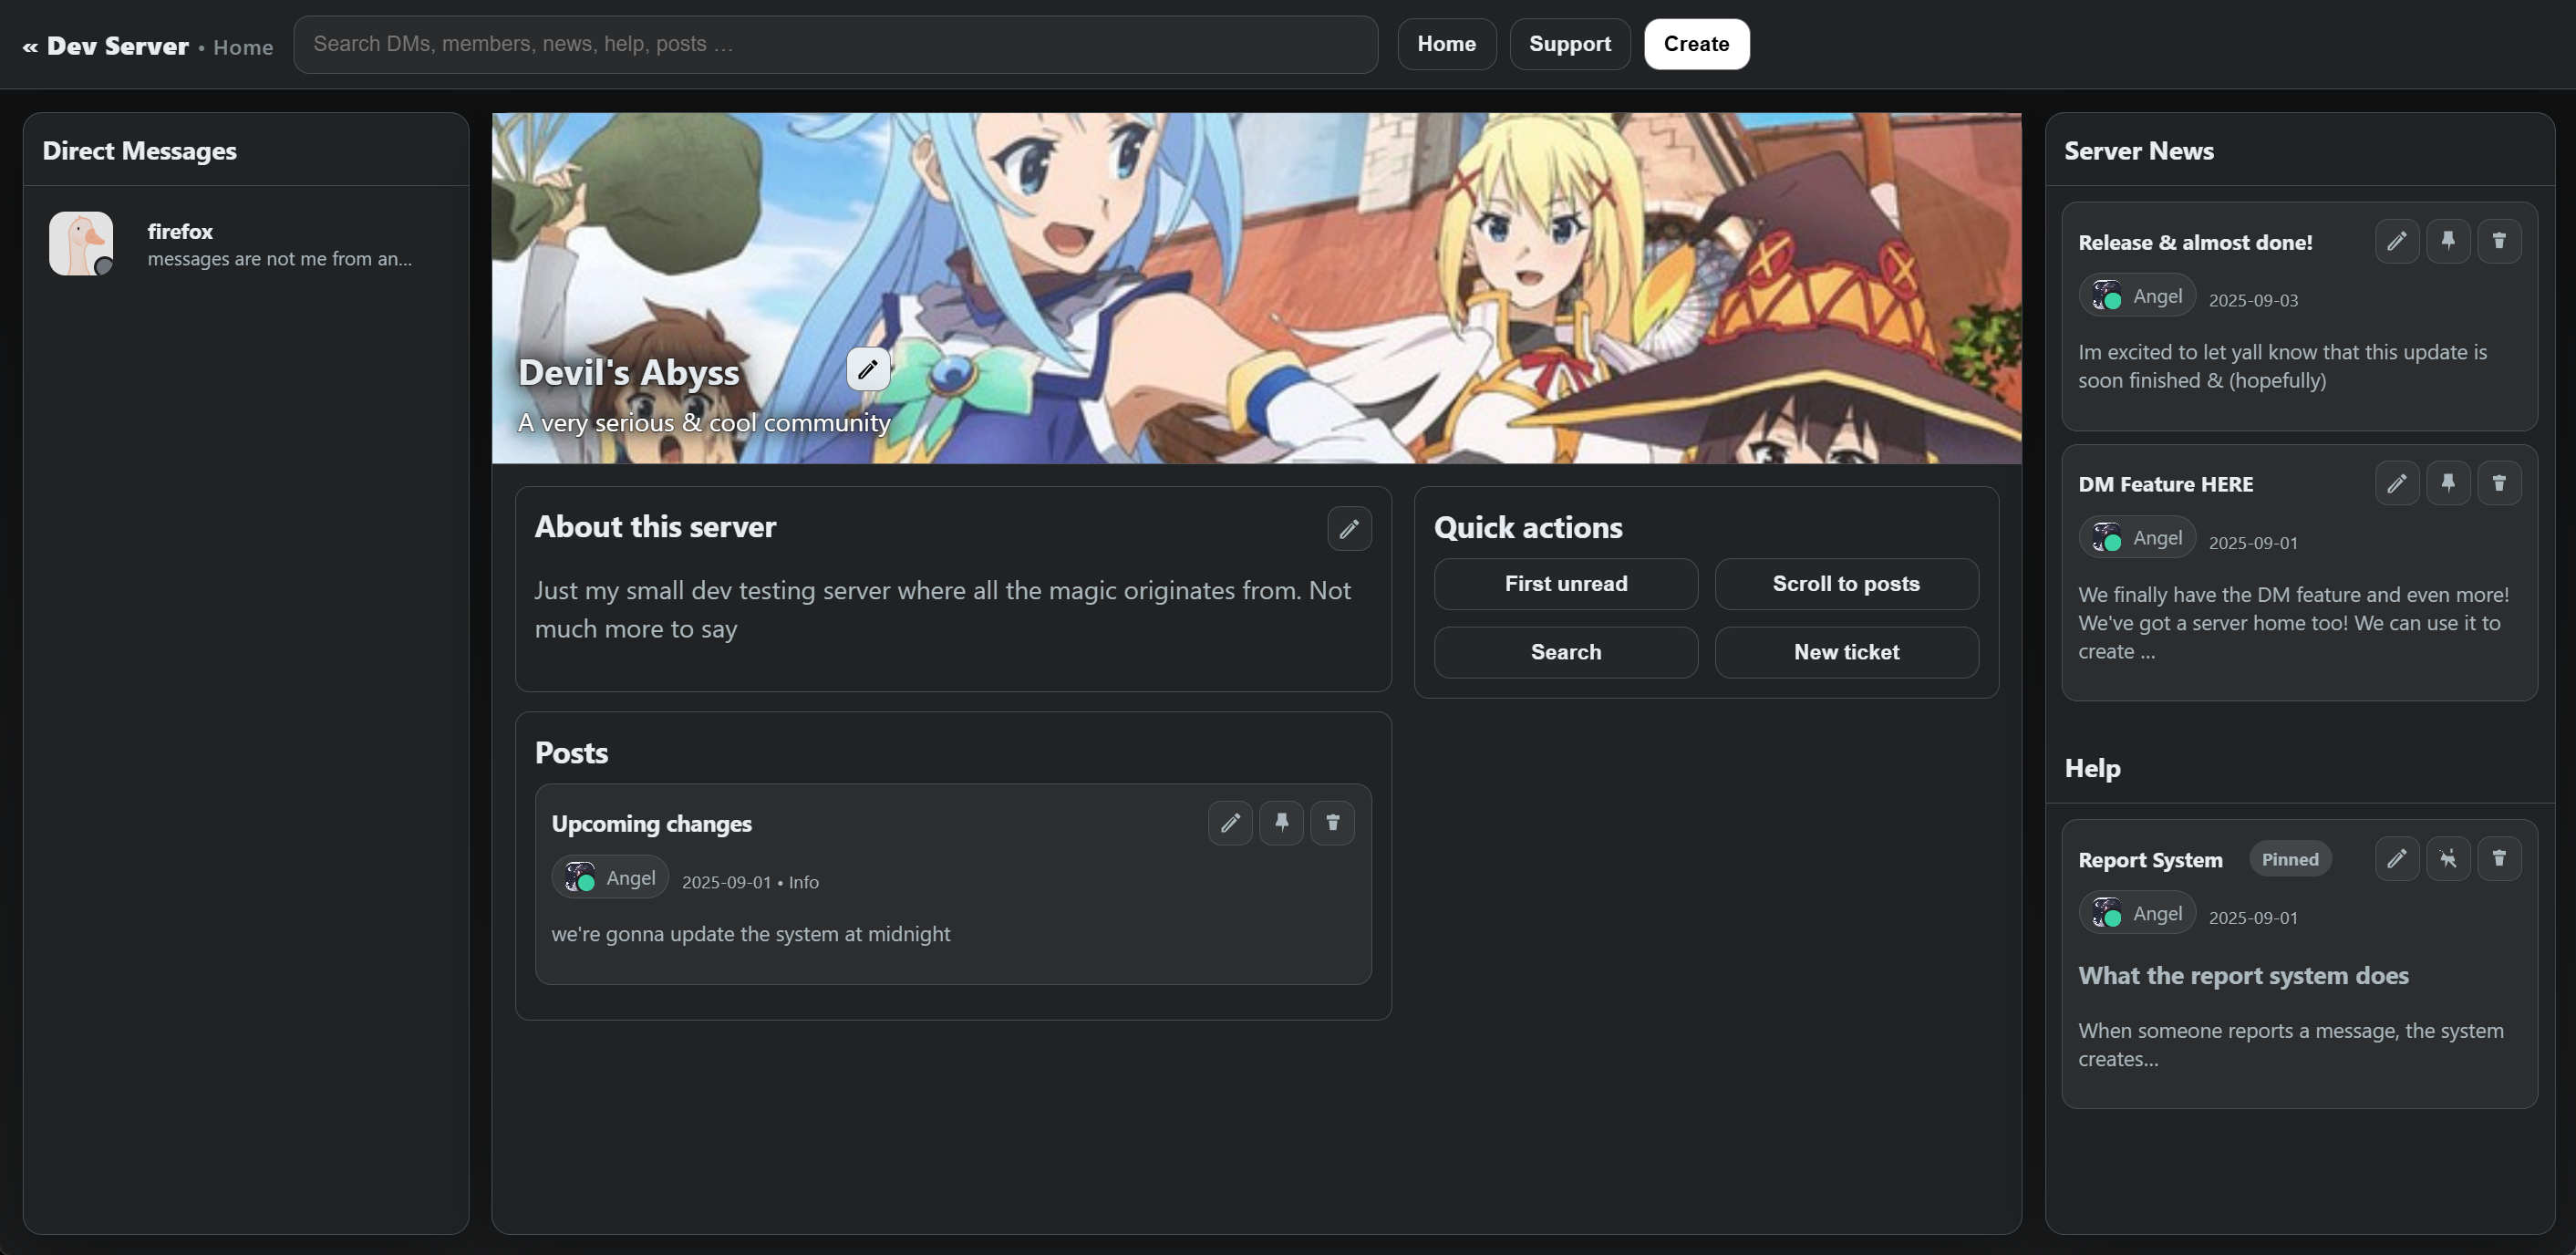 « Dev Server • Home
Search DMs, members, news, help, posts ...
Home
Support
Create
Direct Messages
firefox
messages are not me from an...
Devil's Abyss
A very serious & cool community
About this server
Just my small dev testing server where all the magic originates from. Not
much more to say
Quick actions
First unread
Scroll to posts
Search
New ticket
Posts
Upcoming changes
Angel 2025-09-01 • Info
we're gonna update the system at midnight
Server News
Release & almost done!
Angel 2025-09-03
Im excited to let yall know that this update is
soon finished & (hopefully)
DM Feature HERE
Angel 2025-09-01
We finally have the DM feature and even more!
We've got a server home too! We can use it to
create ...
Help
Report System Pinned
Angel 2025-09-01
What the report system does
When someone reports a message, the system
creates...